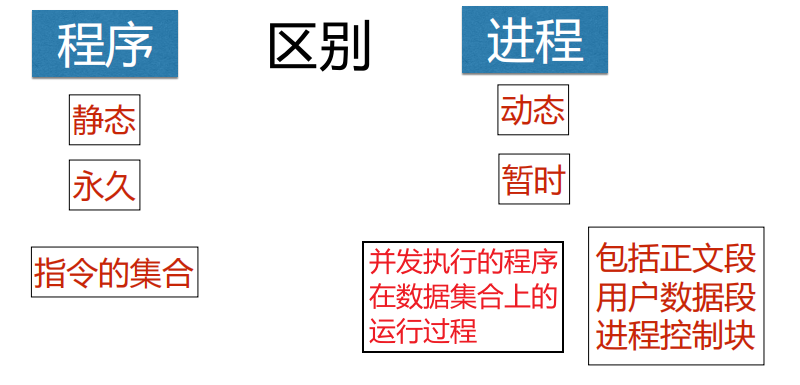 程序
区别
进程
静态
动态
永久
暂时
指令的集合
并发执行的程序
在数据集合上的
运行过程
包括正文段
用户数据段
进程控制块